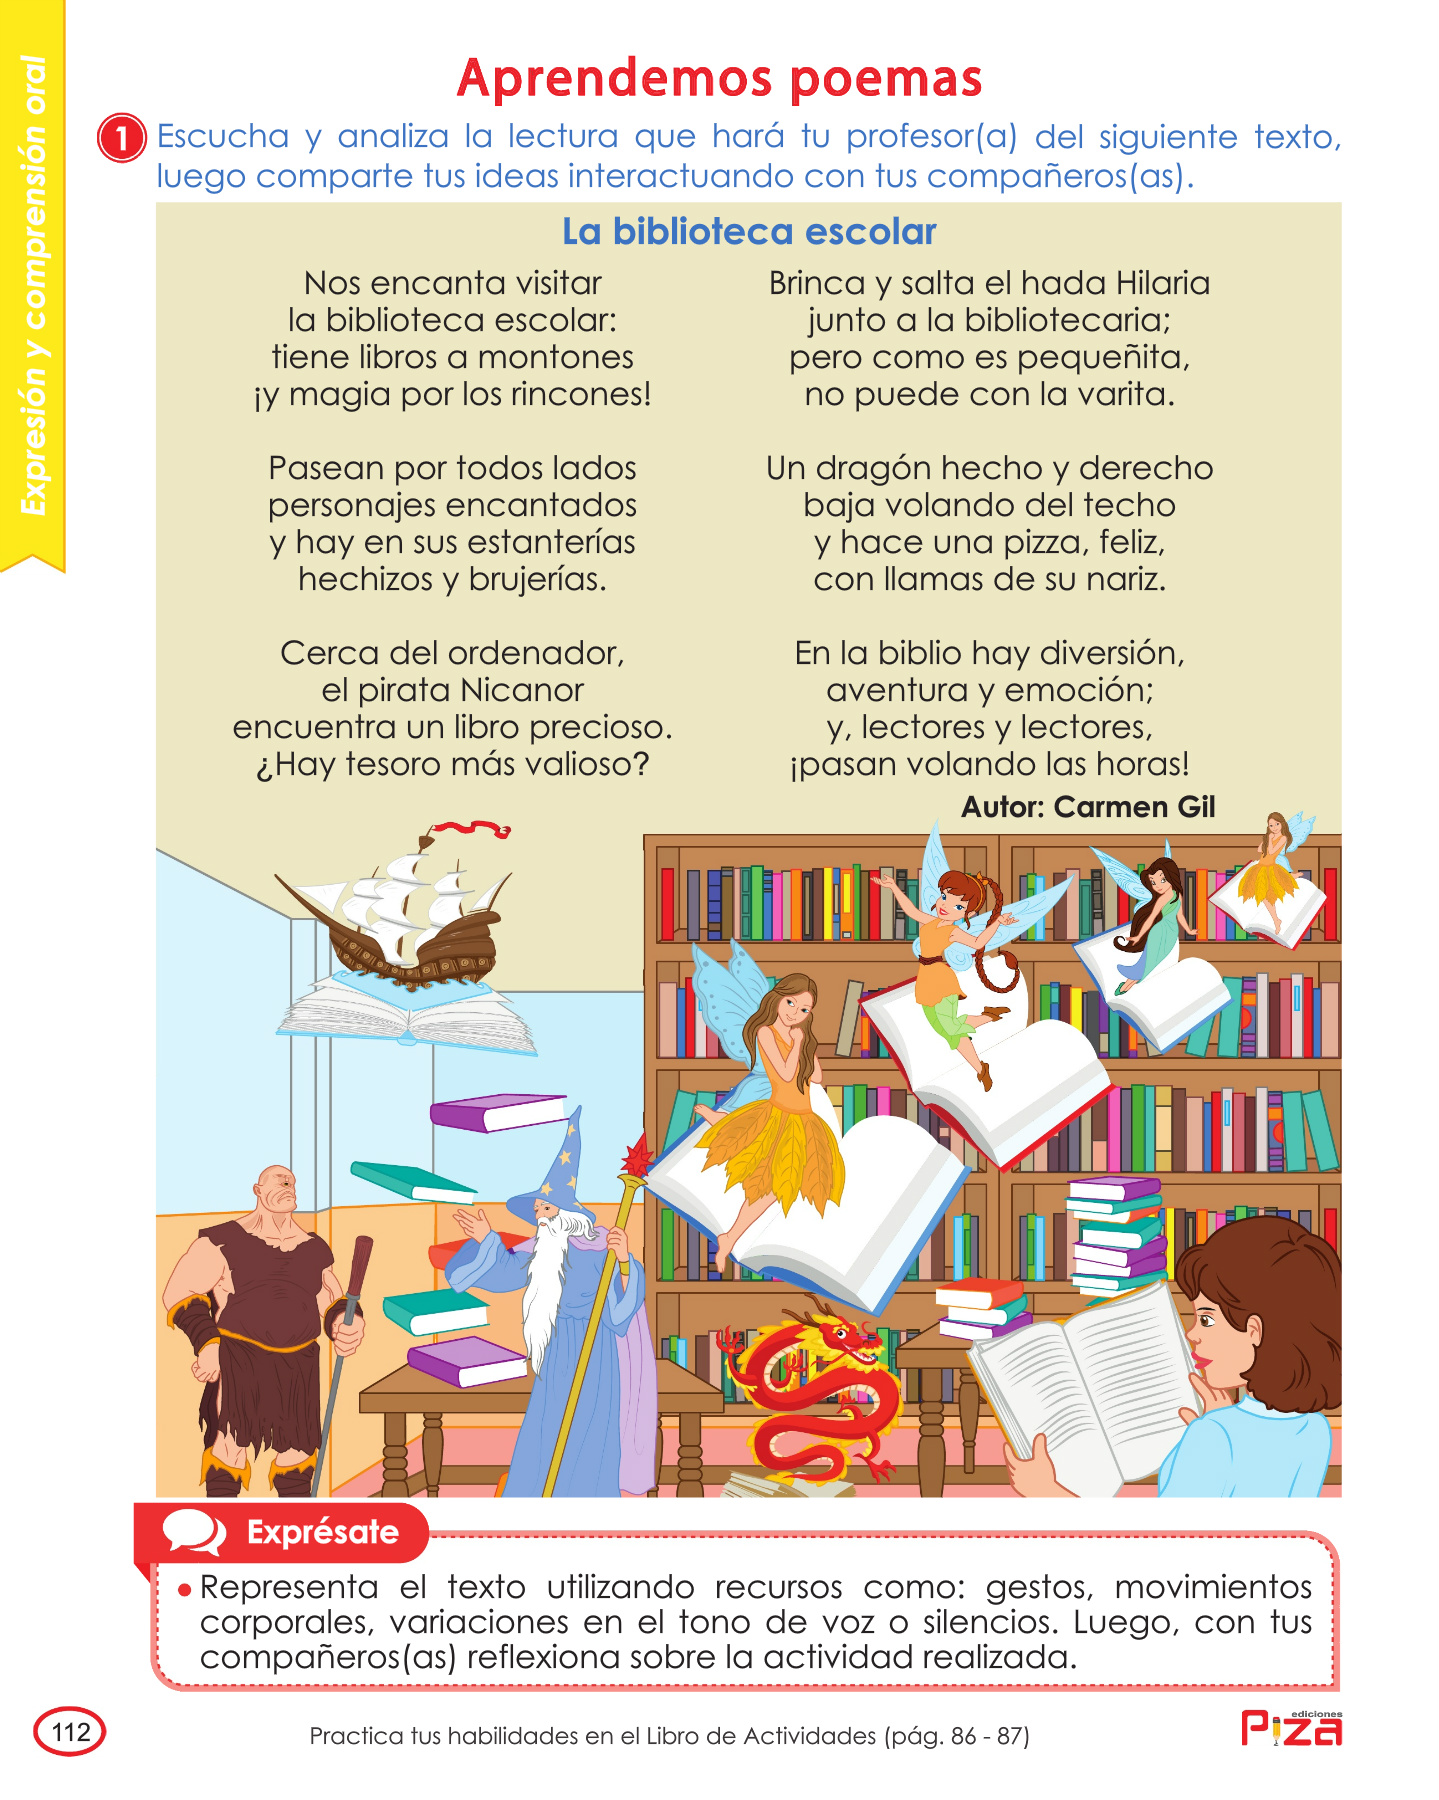 Expresión y comprensión oral
Aprendemos poemas
1 Escucha y analiza la lectura que hará tu profesor(a) del siguiente texto,
luego comparte tus ideas interactuando con tus compañeros(as).
La biblioteca escolar
Nos encanta visitar
la biblioteca escolar:
tiene libros a montones
¡y magia por los rincones!
Pasean por todos lados
personajes encantados
y hay en sus estanterías
hechizos y brujerías.
Cerca del ordenador,
el pirata Nicanor
encuentra un libro precioso.
¿Hay tesoro más valioso?
Brinca y salta el hada Hilaria
junto a la bibliotecaria;
pero como es pequeñita,
no puede con la varita.
Un dragón hecho y derecho
baja volando del techo
y hace una pizza, feliz,
con llamas de su nariz.
En la biblio hay diversión,
aventura y emoción;
y, lectores y lectores,
¡pasan volando las horas!
Autor: Carmen Gil
Exprésate
• Representa el texto utilizando recursos como: gestos, movimientos
corporales, variaciones en el tono de voz o silencios. Luego, con tus
compañeros(as) reflexiona sobre la actividad realizada.
112
Practica tus habilidades en el Libro de Actividades (pág. 86 - 87)
ediciones
Piza